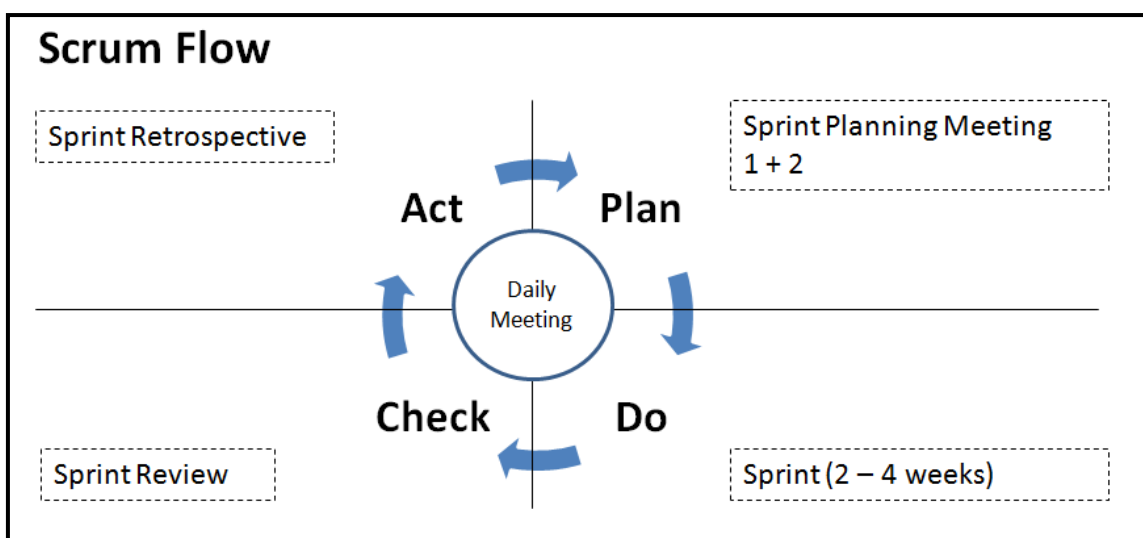 Scrum Flow
Sprint Retrospective
Sprint Planning Meeting
1 + 2
Act
Plan
Daily
Meeting
Check
Do
Sprint Review
Sprint (2 – 4 weeks)